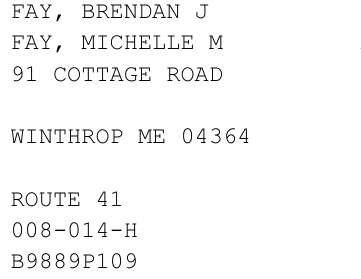 FAY, BRENDAN J
FAY, MICHELLE M
91 COTTAGE ROAD
WINTHROP ME 04364
ROUTE 41
008-014-H
B9889P109